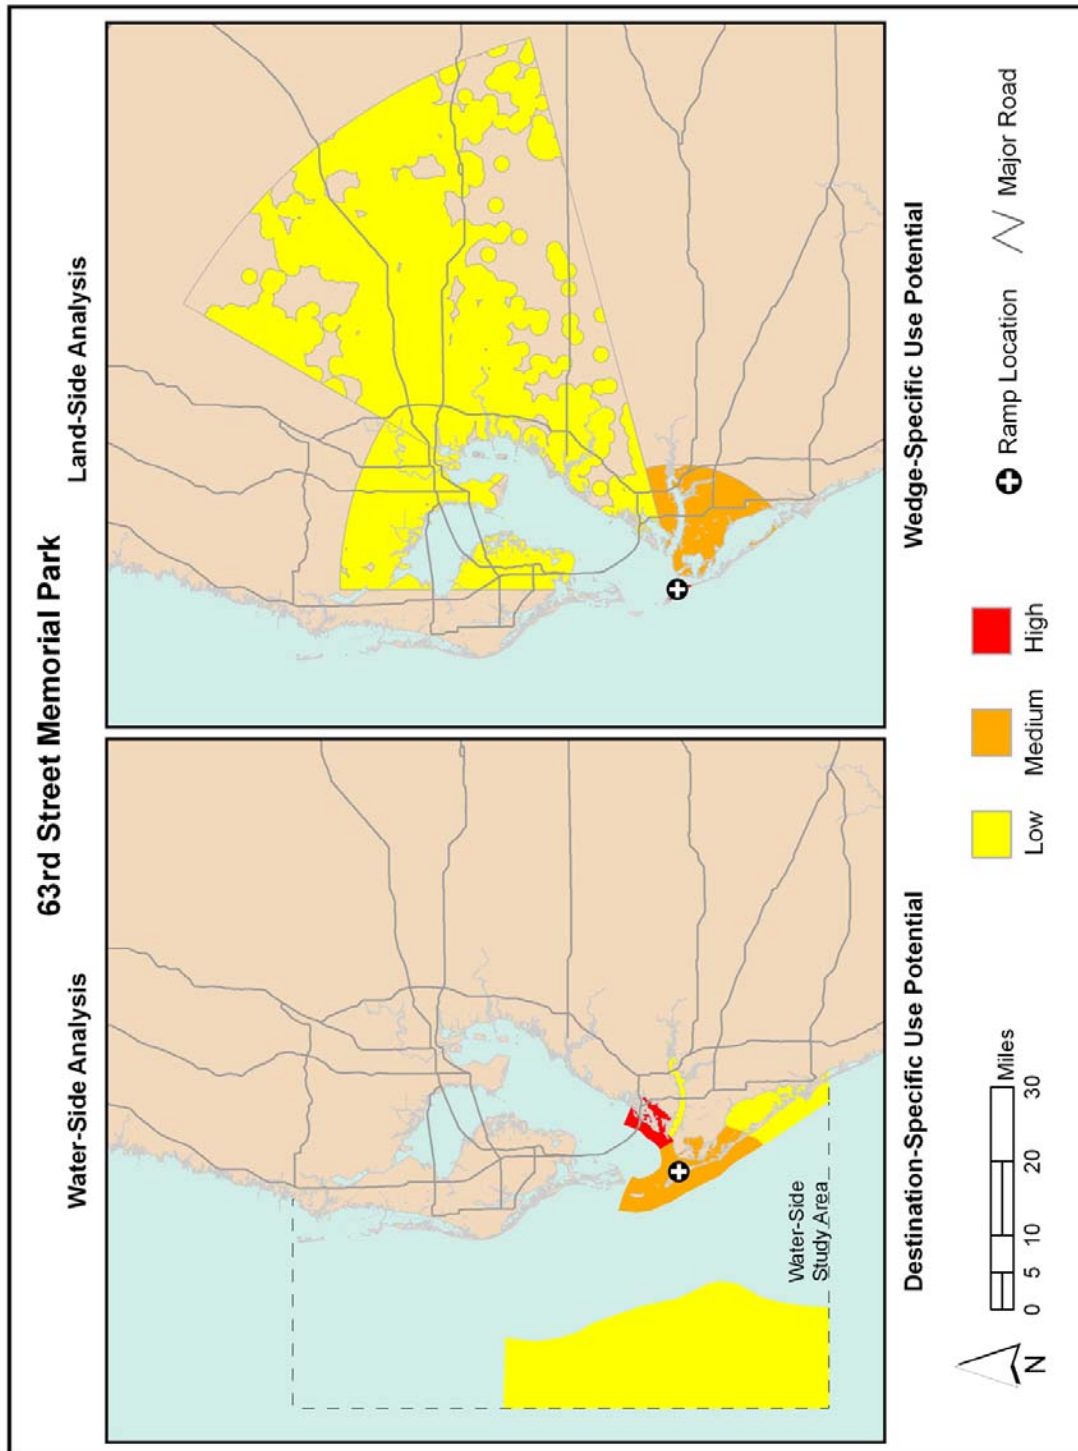 63rd Street Memorial Park
Water-Side Analysis
Land-Side Analysis
Water-Side
Study Area
Destination-Specific Use Potential
Wedge-Specific Use Potential
N
0 5 10 20 30
Miles
Low
Medium
High
Ramp Location
Major Road